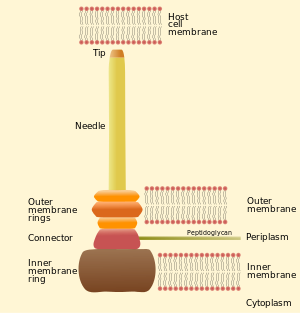 Host
cell
membrane
Tip
Needle
Outer
membrane
rings
Outer
membrane
Peptidoglycan
Connector
Periplasm
Inner
membrane
ring
Inner
membrane
Cytoplasm